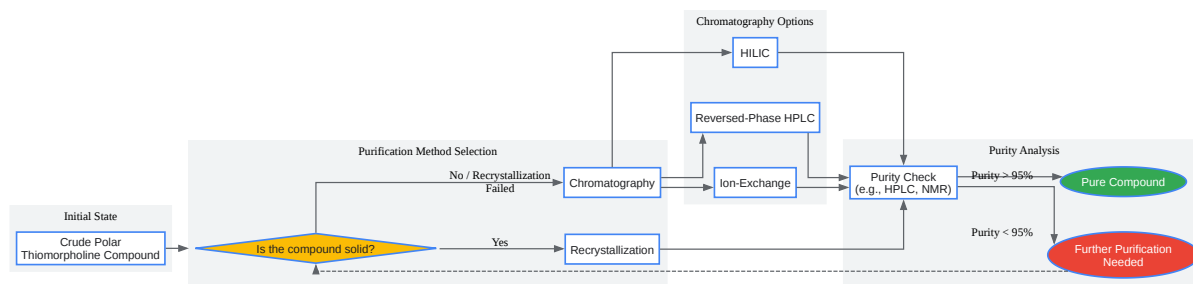 Chromatography Options
HILIC
Reversed-Phase HPLC
Purification Method Selection
Purity Analysis
No / Recrystallization
Failed
Chromatography
Ion-Exchange
Purity Check
(e.g., HPLC, NMR)
Purity > 95%
Pure Compound
Initial State
Crude Polar
Thiomorpholine Compound
Is the compound solid?
Yes
Recrystallization
Purity < 95%
Further Purification
Needed